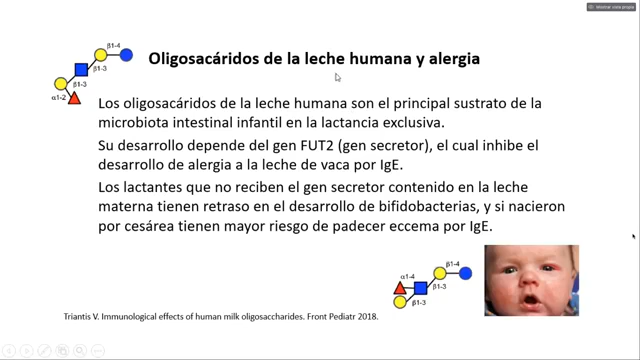 Mostrar vista propia
Oligosacáridos de la leche humana y alergia
β1-4
β1-3
β1-3
α1-2
Los oligosacáridos de la leche humana son el principal sustrato de la
microbiota intestinal infantil en la lactancia exclusiva.
Su desarrollo depende del gen FUT2 (gen secretor), el cual inhibe el
desarrollo de alergia a la leche de vaca por IgE.
Los lactantes que no reciben el gen secretor contenido en la leche
materna tienen retraso en el desarrollo de bifidobacterias, y si nacieron
por cesárea tienen mayor riesgo de padecer eccema por IgE.
β1-4
α1-4
β1-3
β1-3
Triantis V. Immunological effects of human milk oligosaccharides. Front Pediatr 2018.